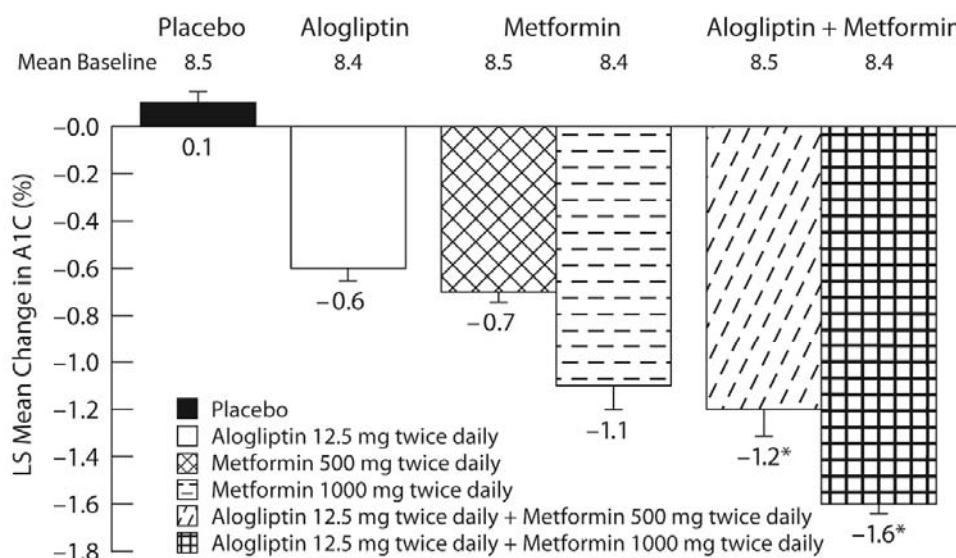 Placebo Alogliptin Metformin Alogliptin + Metformin
Mean Baseline 8.5 8.4 8.5 8.4 8.5 8.4
LS Mean Change in A1C (%)
−0.0
−0.2
−0.4
−0.6
−0.8
−1.0
−1.2
−1.4
−1.6
−1.8
0.1
−0.6
−0.7
−1.1
−1.2*
−1.6*
Placebo
Alogliptin 12.5 mg twice daily
Metformin 500 mg twice daily
Metformin 1000 mg twice daily
Alogliptin 12.5 mg twice daily + Metformin 500 mg twice daily
Alogliptin 12.5 mg twice daily + Metformin 1000 mg twice daily